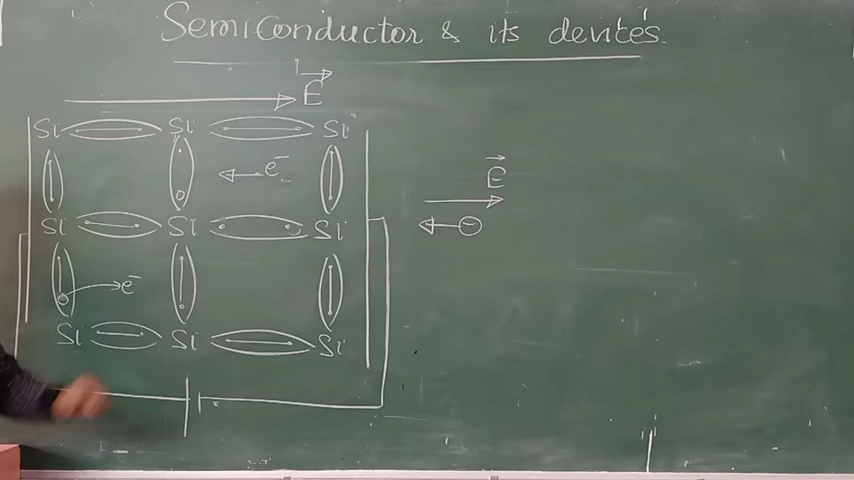 Semiconductor & its devices.
E
Si Si Si
e⁻
E
Si Si Si
−
e⁻
Si Si Si